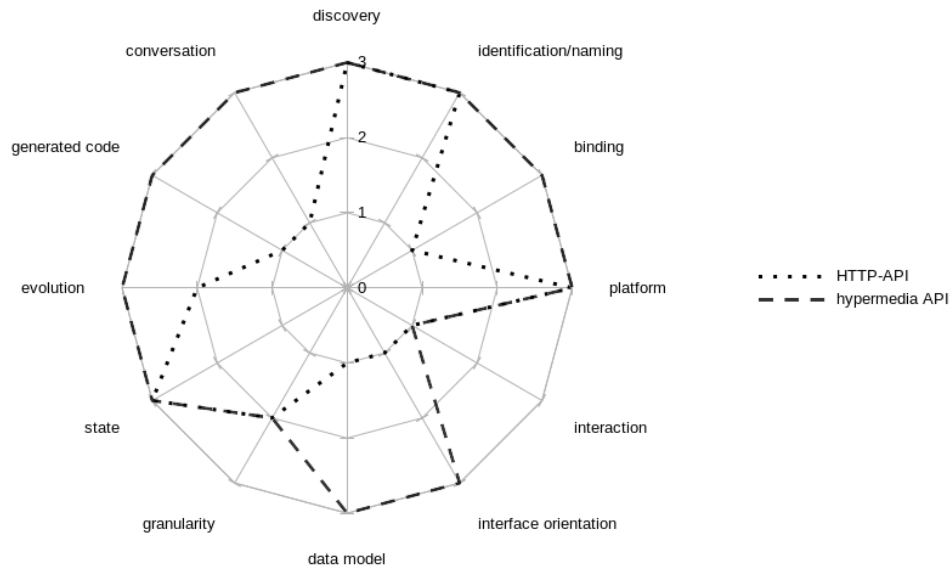 discovery
conversation
identification/naming
3
generated code
2
binding
1
evolution
0
platform
HTTP-API
hypermedia API
state
interaction
granularity
interface orientation
data model